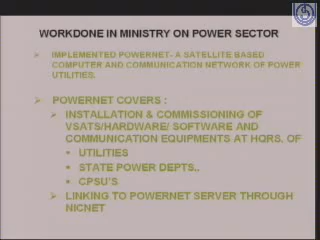 WORKDONE IN MINISTRY ON POWER SECTOR
IMPLEMENTED POWERNET- A SATELLITE BASED
COMPUTER AND COMMUNICATION NETWORK OF POWER
UTILITIES.
POWERNET COVERS :
INSTALLATION & COMMISSIONING OF
VSATS/HARDWARE/ SOFTWARE AND
COMMUNICATION EQUIPMENTS AT HQRS. OF
UTILITIES
STATE POWER DEPTS..
CPSU'S
LINKING TO POWERNET SERVER THROUGH
NICNET